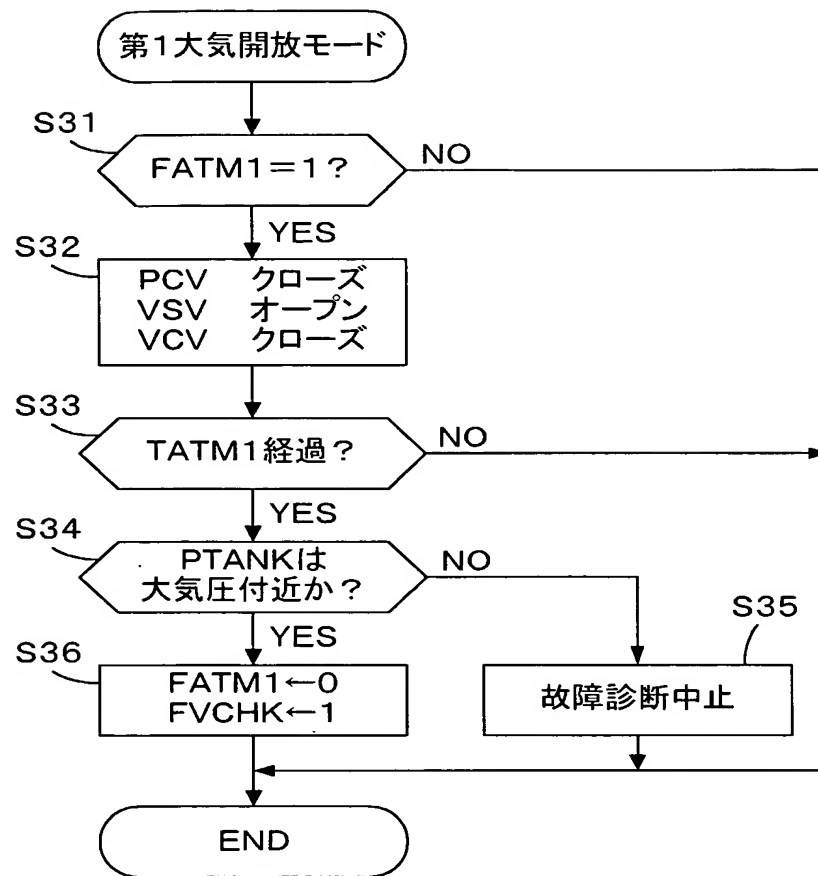 第1大気開放モード
S31
FATM1=1?
NO
YES
S32
PCV クローズ
VSV オープン
VCV クローズ
S33
TATM1経過?
NO
YES
S34
PTANKは
大気圧付近か?
NO
YES
S35
故障診断中止
S36
FATM1←0
FVCHK←1
END